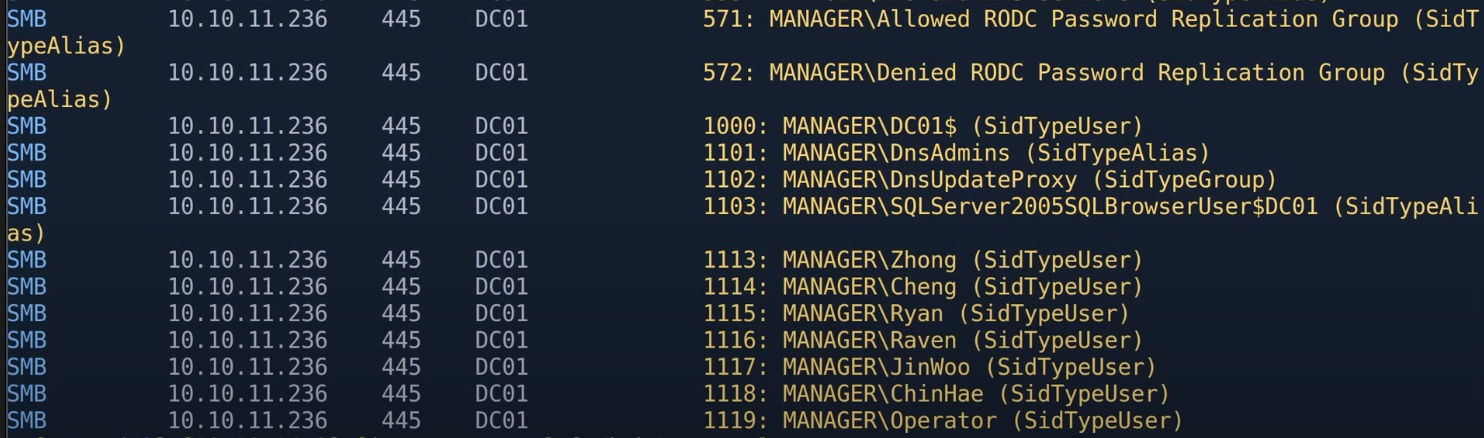 SMB 10.10.11.236 445 DC01 571: MANAGER\Allowed RODC Password Replication Group (SidT
ypeAlias)
SMB 10.10.11.236 445 DC01 572: MANAGER\Denied RODC Password Replication Group (SidTy
peAlias)
SMB 10.10.11.236 445 DC01 1000: MANAGER\DC01$ (SidTypeUser)
SMB 10.10.11.236 445 DC01 1101: MANAGER\DnsAdmins (SidTypeAlias)
SMB 10.10.11.236 445 DC01 1102: MANAGER\DnsUpdateProxy (SidTypeGroup)
SMB 10.10.11.236 445 DC01 1103: MANAGER\SQLServer2005SQLBrowserUser$DC01 (SidTypeAli
as)
SMB 10.10.11.236 445 DC01 1113: MANAGER\Zhong (SidTypeUser)
SMB 10.10.11.236 445 DC01 1114: MANAGER\Cheng (SidTypeUser)
SMB 10.10.11.236 445 DC01 1115: MANAGER\Ryan (SidTypeUser)
SMB 10.10.11.236 445 DC01 1116: MANAGER\Raven (SidTypeUser)
SMB 10.10.11.236 445 DC01 1117: MANAGER\JinWoo (SidTypeUser)
SMB 10.10.11.236 445 DC01 1118: MANAGER\ChinHae (SidTypeUser)
SMB 10.10.11.236 445 DC01 1119: MANAGER\Operator (SidTypeUser)